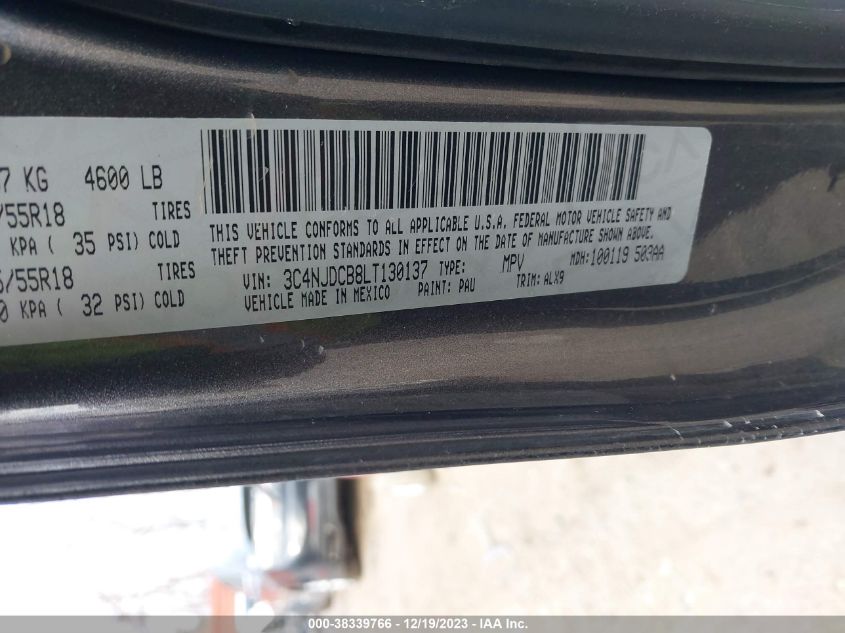 7 KG 4600 LB
/55R18 TIRES
KPA ( 35 PSI) COLD
/55R18 TIRES
0 KPA ( 32 PSI) COLD
THIS VEHICLE CONFORMS TO ALL APPLICABLE U.S.A. FEDERAL MOTOR VEHICLE SAFETY AND
THEFT PREVENTION STANDARDS IN EFFECT ON THE DATE OF MANUFACTURE SHOWN ABOVE.
VIN: 3C4NJDCB8LT130137 TYPE: MPV MDH:100119 503AA
VEHICLE MADE IN MEXICO PAINT: PAU TRIM: ALX9
000-38339766 - 12/19/2023 - IAA Inc.